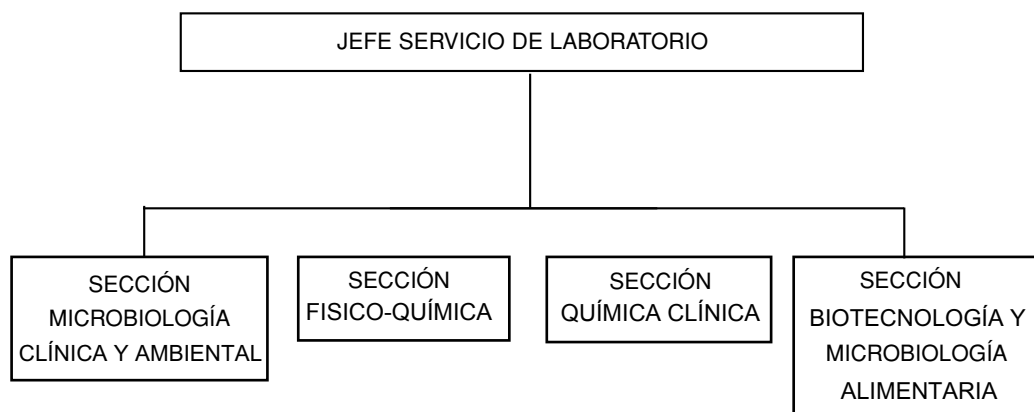 JEFE SERVICIO DE LABORATORIO
SECCIÓN
MICROBIOLOGÍA
CLÍNICA Y AMBIENTAL
SECCIÓN
FISICO-QUÍMICA
SECCIÓN
QUÍMICA CLÍNICA
SECCIÓN
BIOTECNOLOGÍA Y
MICROBIOLOGÍA
ALIMENTARIA